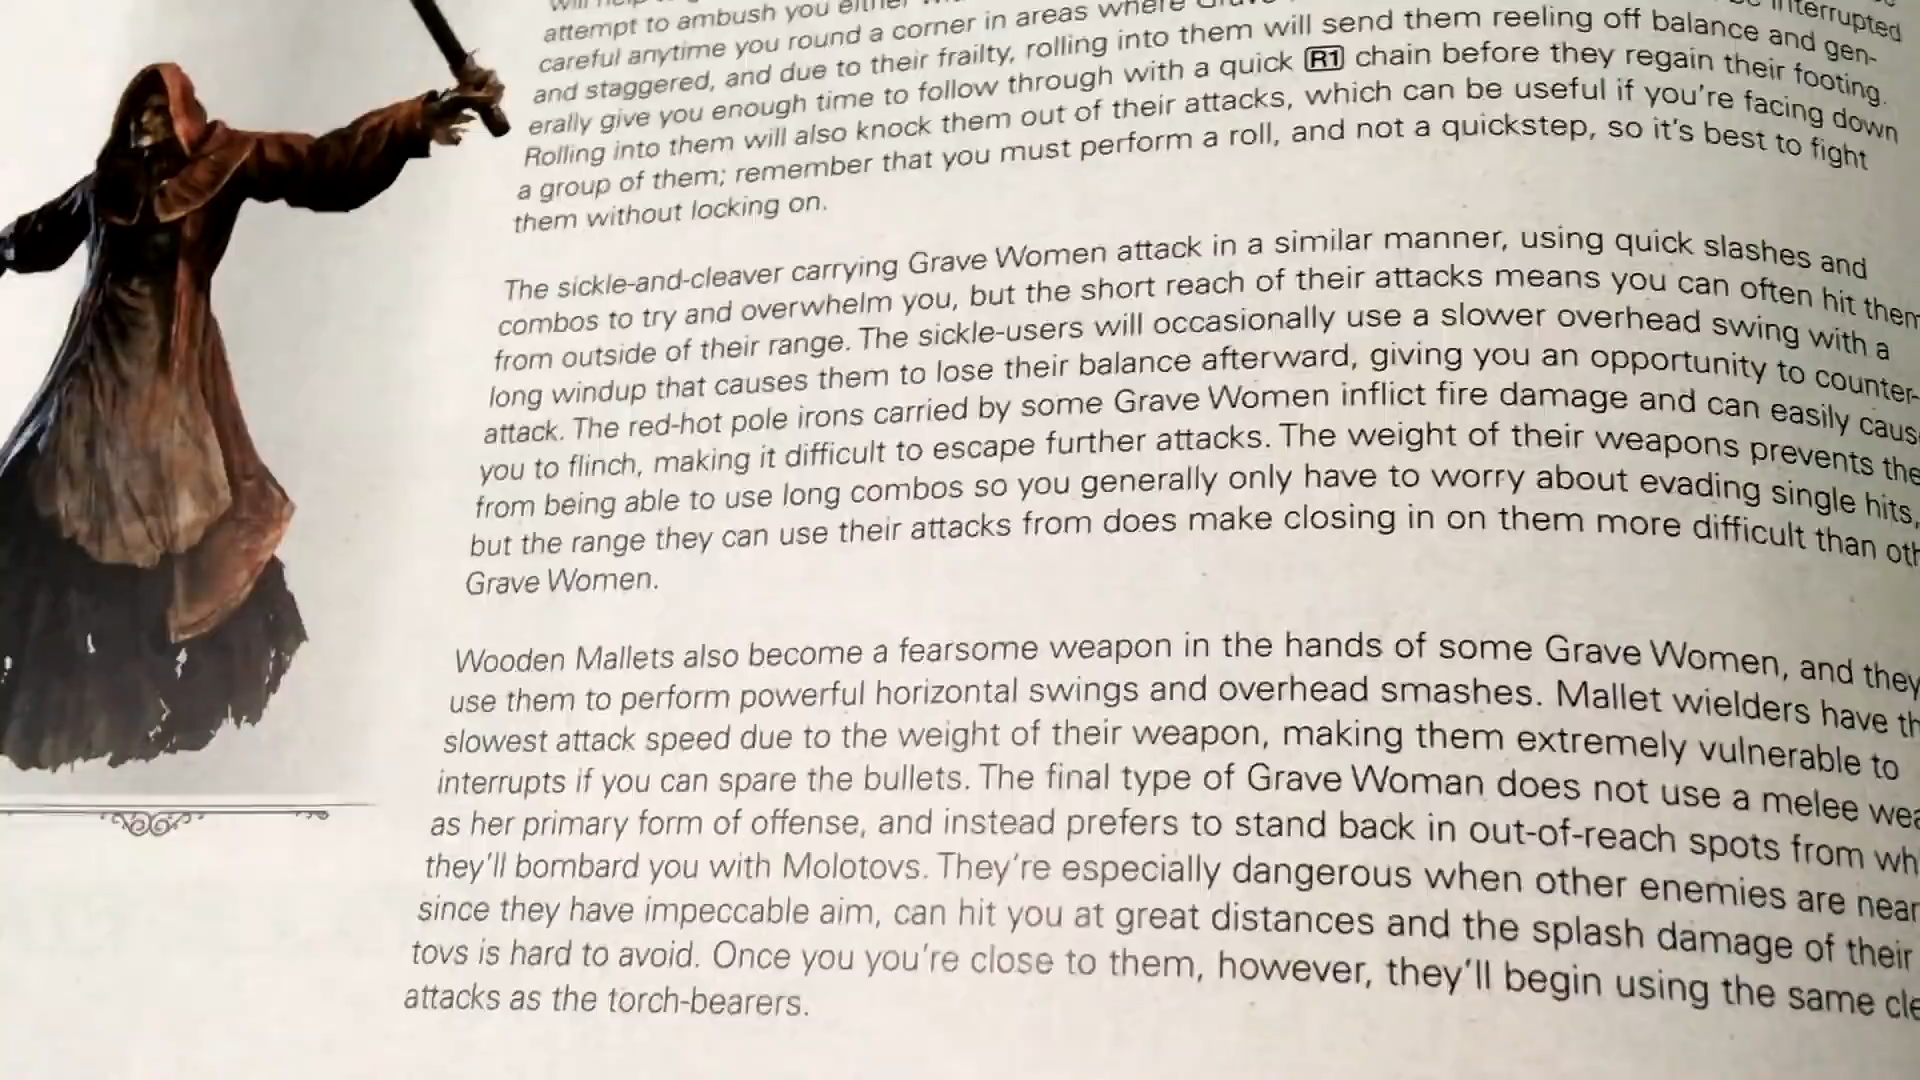 attempt to ambush you either
careful anytime you round a corner in areas where interrupted
and staggered, and due to their frailty, rolling into them will send them reeling off balance and gen-
erally give you enough time to follow through with a quick R1 chain before they regain their footing.
Rolling into them will also knock them out of their attacks, which can be useful if you're facing down
a group of them; remember that you must perform a roll, and not a quickstep, so it's best to fight
them without locking on.
The sickle-and-cleaver carrying Grave Women attack in a similar manner, using quick slashes and
combos to try and overwhelm you, but the short reach of their attacks means you can often hit them
from outside of their range. The sickle-users will occasionally use a slower overhead swing with a
long windup that causes them to lose their balance afterward, giving you an opportunity to counter-
attack. The red-hot pole irons carried by some Grave Women inflict fire damage and can easily caus
you to flinch, making it difficult to escape further attacks. The weight of their weapons prevents the
from being able to use long combos so you generally only have to worry about evading single hits,
but the range they can use their attacks from does make closing in on them more difficult than oth
Grave Women.
Wooden Mallets also become a fearsome weapon in the hands of some Grave Women, and they
use them to perform powerful horizontal swings and overhead smashes. Mallet wielders have th
slowest attack speed due to the weight of their weapon, making them extremely vulnerable to
interrupts if you can spare the bullets. The final type of Grave Woman does not use a melee wea
as her primary form of offense, and instead prefers to stand back in out-of-reach spots from wh
they'll bombard you with Molotovs. They're especially dangerous when other enemies are near
since they have impeccable aim, can hit you at great distances and the splash damage of their
tovs is hard to avoid. Once you you're close to them, however, they'll begin using the same cle
attacks as the torch-bearers.